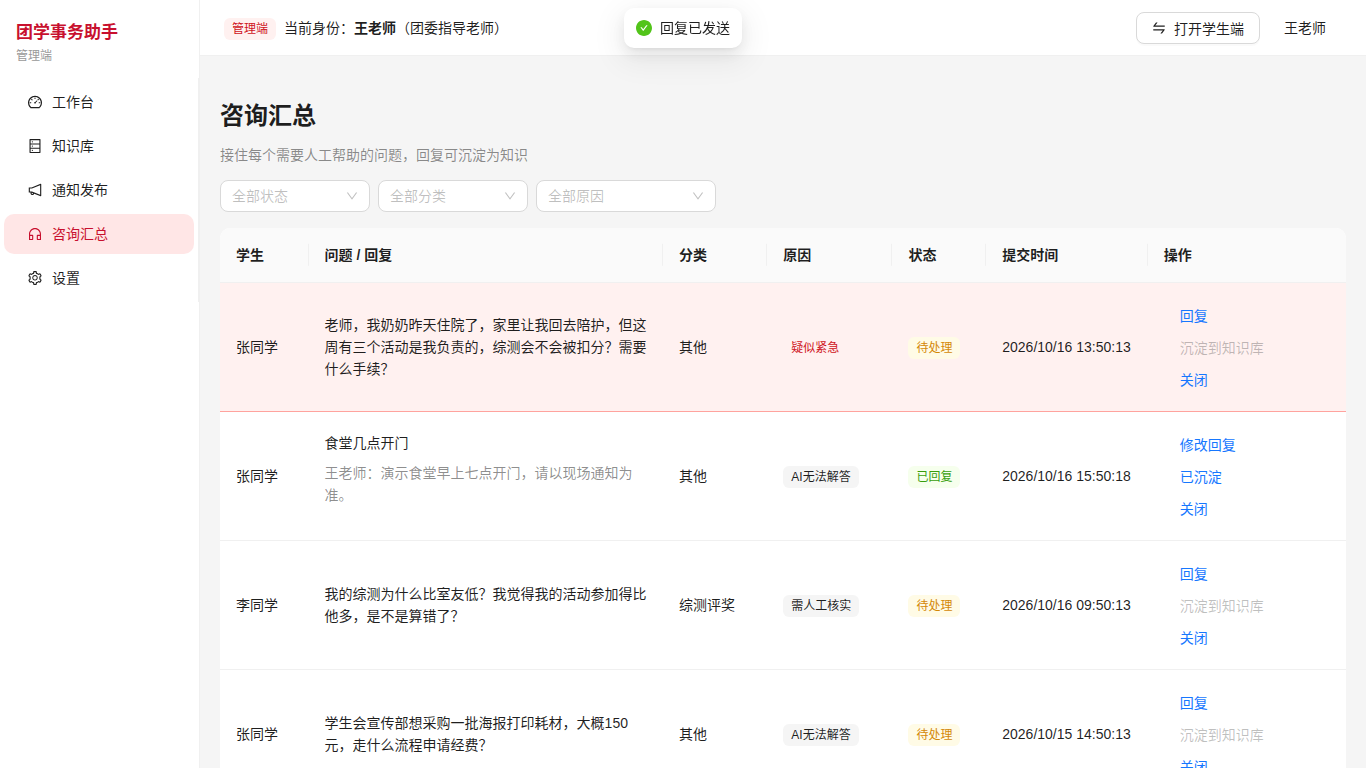 团学事务助手
管理端
工作台
知识库
通知发布
咨询汇总
设置
管理端 当前身份：王老师（团委指导老师）
回复已发送
打开学生端
王老师
咨询汇总
接住每个需要人工帮助的问题，回复可沉淀为知识
全部状态 全部分类 全部原因
学生 问题 / 回复 分类 原因 状态 提交时间 操作
张同学
老师，我奶奶昨天住院了，家里让我回去陪护，但这
周有三个活动是我负责的，综测会不会被扣分？需要
什么手续？
其他 疑似紧急 待处理 2026/10/16 13:50:13
回复
沉淀到知识库
关闭
张同学
食堂几点开门
王老师：演示食堂早上七点开门，请以现场通知为
准。
其他 AI无法解答 已回复 2026/10/16 15:50:18
修改回复
已沉淀
关闭
李同学
我的综测为什么比室友低？我觉得我的活动参加得比
他多，是不是算错了？
综测评奖 需人工核实 待处理 2026/10/16 09:50:13
回复
沉淀到知识库
关闭
张同学
学生会宣传部想采购一批海报打印耗材，大概150
元，走什么流程申请经费？
其他 AI无法解答 待处理 2026/10/15 14:50:13
回复
沉淀到知识库
关闭